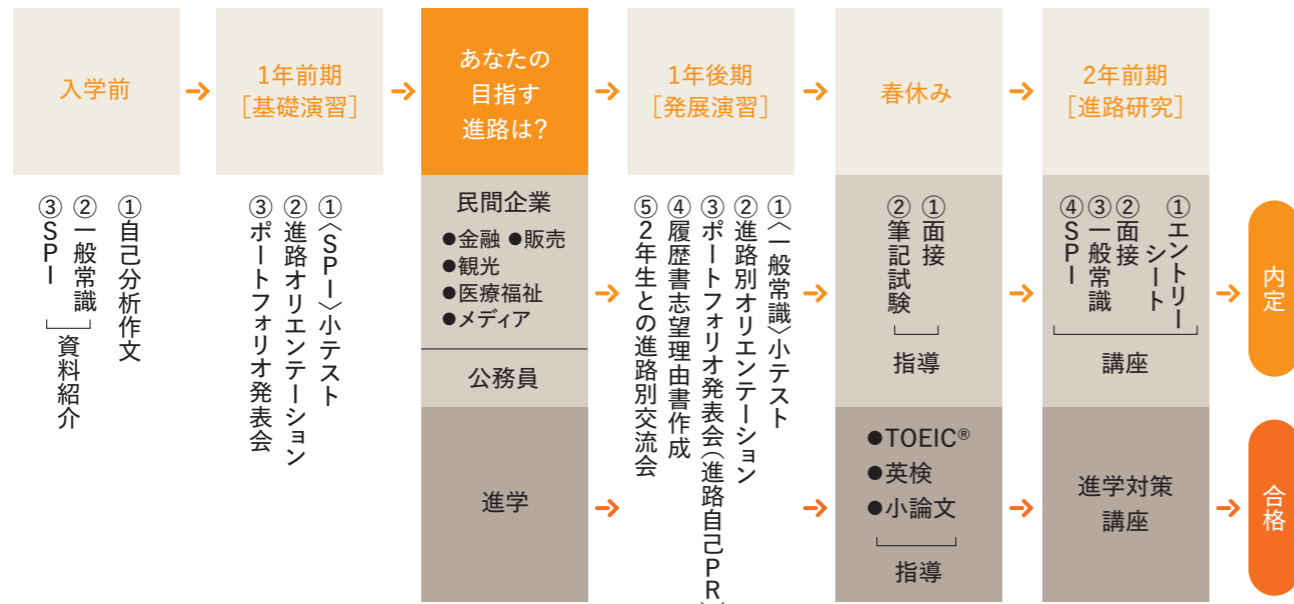 入学前
①自己分析作文
②一般常識
③SPI
資料紹介
1年前期
[基礎演習]
①〈SPI〉小テスト
②進路オリエンテーション
③ポートフォリオ発表会
あなたの
目指す
進路は?
民間企業
●金融 ●販売
●観光
●医療福祉
●メディア
公務員
進学
1年後期
[発展演習]
①〈一般常識〉小テスト
②進路別オリエンテーション
③ポートフォリオ発表会(進路自己PR)
④履歴書志望理由書作成
⑤2年生との進路別交流会
春休み
①面接
②筆記試験
指導
●TOEIC®
●英検
●小論文
指導
2年前期
[進路研究]
①エントリー
シート
②面接
③一般常識
④SPI
講座
進学対策
講座
内定
合格